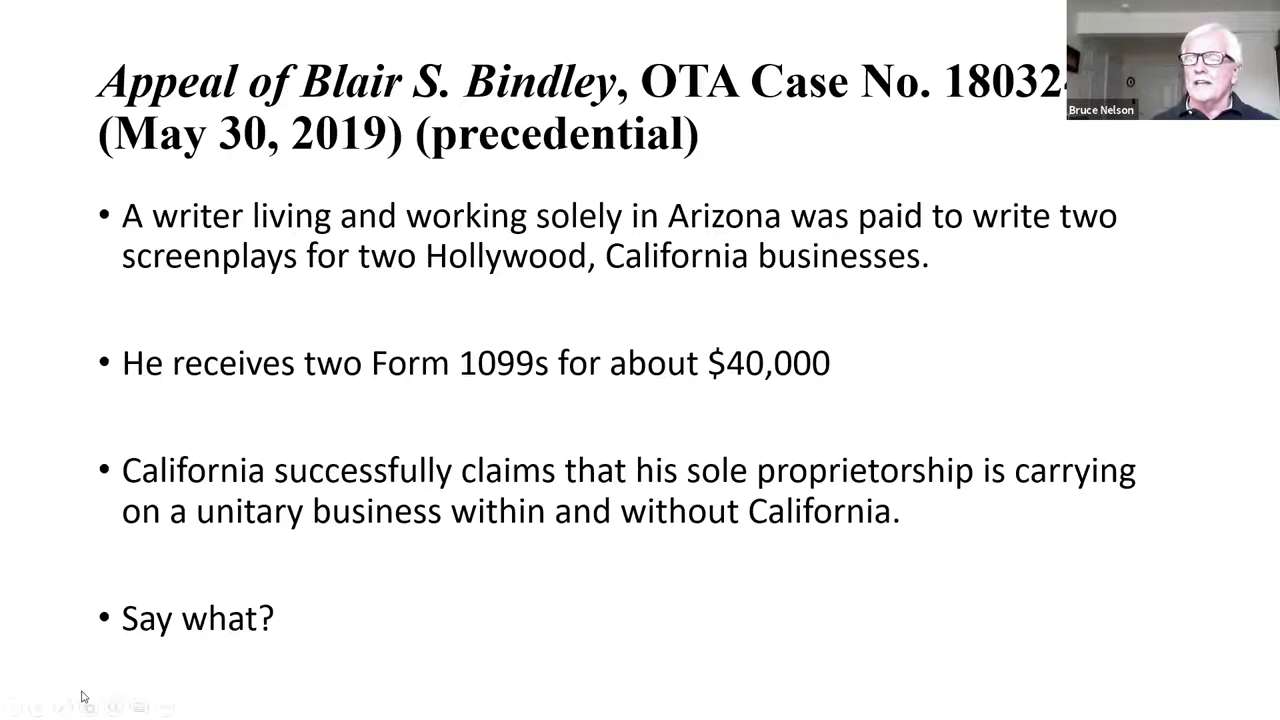 Appeal of Blair S. Bindley, OTA Case No. 18032
(May 30, 2019) (precedential)
Bruce Nelson
• A writer living and working solely in Arizona was paid to write two
screenplays for two Hollywood, California businesses.
• He receives two Form 1099s for about $40,000
• California successfully claims that his sole proprietorship is carrying
on a unitary business within and without California.
• Say what?